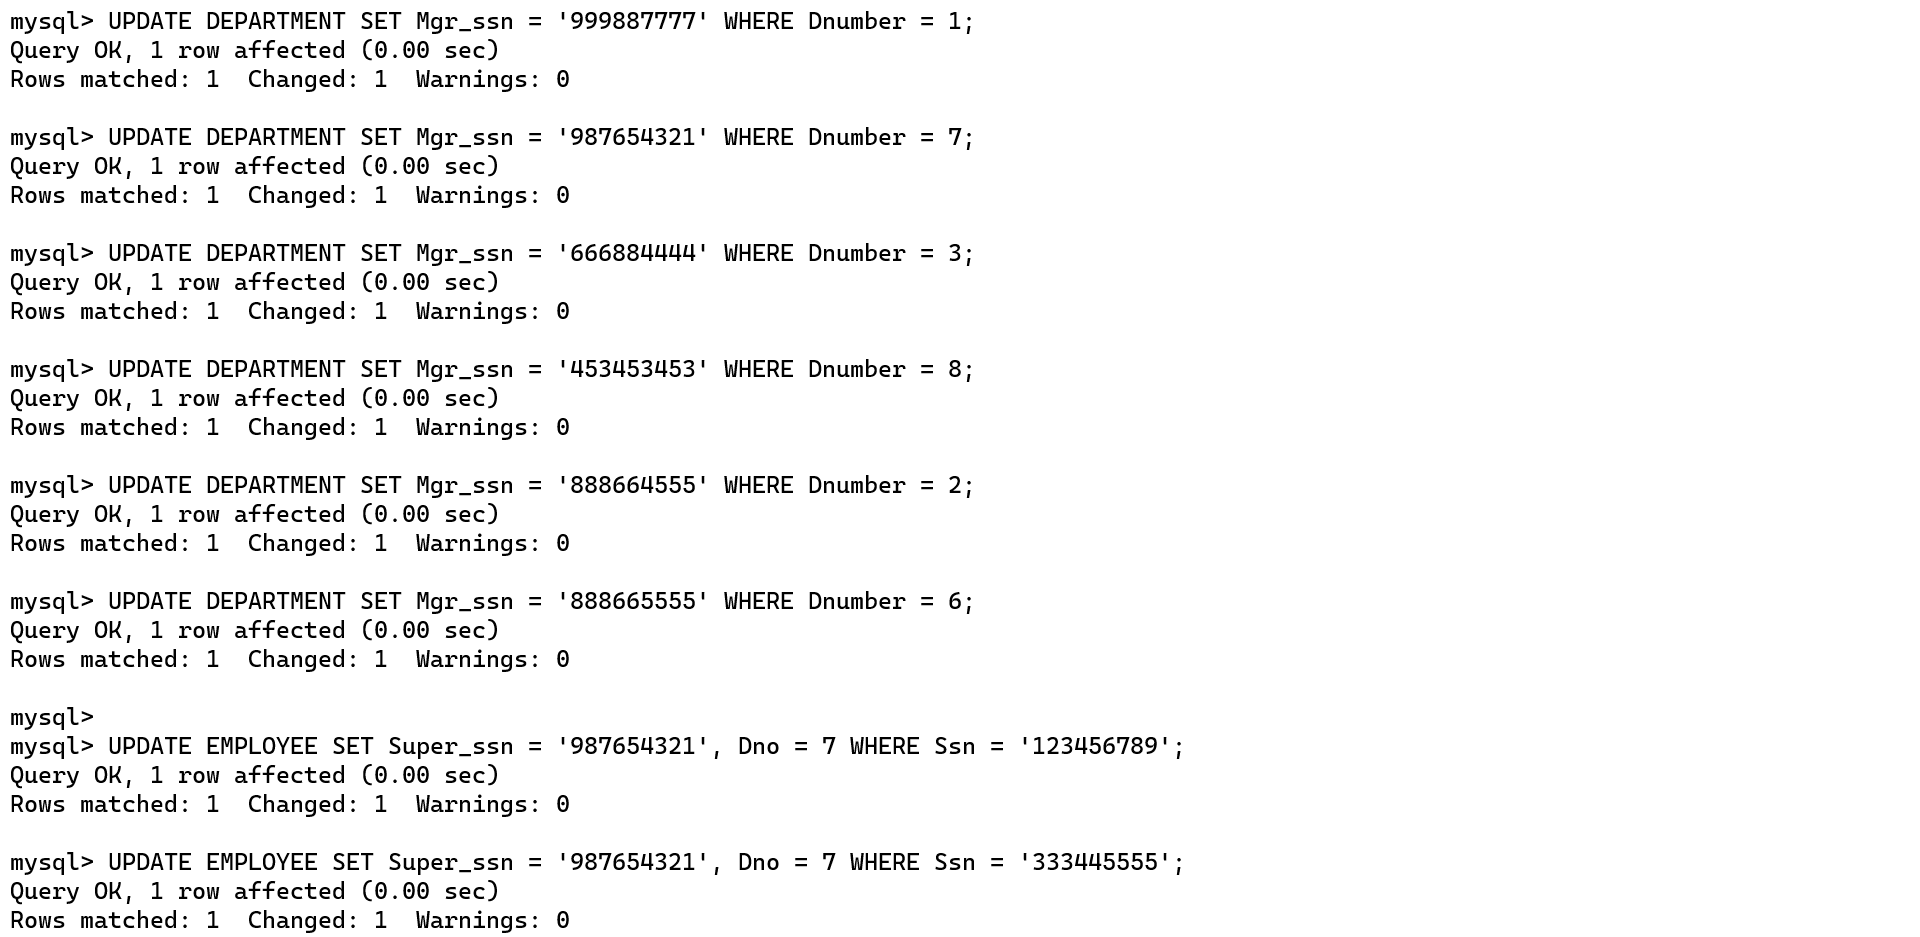 mysql> UPDATE DEPARTMENT SET Mgr_ssn = '999887777' WHERE Dnumber = 1;
Query OK, 1 row affected (0.00 sec)
Rows matched: 1  Changed: 1  Warnings: 0

mysql> UPDATE DEPARTMENT SET Mgr_ssn = '987654321' WHERE Dnumber = 7;
Query OK, 1 row affected (0.00 sec)
Rows matched: 1  Changed: 1  Warnings: 0

mysql> UPDATE DEPARTMENT SET Mgr_ssn = '666884444' WHERE Dnumber = 3;
Query OK, 1 row affected (0.00 sec)
Rows matched: 1  Changed: 1  Warnings: 0

mysql> UPDATE DEPARTMENT SET Mgr_ssn = '453453453' WHERE Dnumber = 8;
Query OK, 1 row affected (0.00 sec)
Rows matched: 1  Changed: 1  Warnings: 0

mysql> UPDATE DEPARTMENT SET Mgr_ssn = '888664555' WHERE Dnumber = 2;
Query OK, 1 row affected (0.00 sec)
Rows matched: 1  Changed: 1  Warnings: 0

mysql> UPDATE DEPARTMENT SET Mgr_ssn = '888665555' WHERE Dnumber = 6;
Query OK, 1 row affected (0.00 sec)
Rows matched: 1  Changed: 1  Warnings: 0

mysql>
mysql> UPDATE EMPLOYEE SET Super_ssn = '987654321', Dno = 7 WHERE Ssn = '123456789';
Query OK, 1 row affected (0.00 sec)
Rows matched: 1  Changed: 1  Warnings: 0

mysql> UPDATE EMPLOYEE SET Super_ssn = '987654321', Dno = 7 WHERE Ssn = '333445555';
Query OK, 1 row affected (0.00 sec)
Rows matched: 1  Changed: 1  Warnings: 0